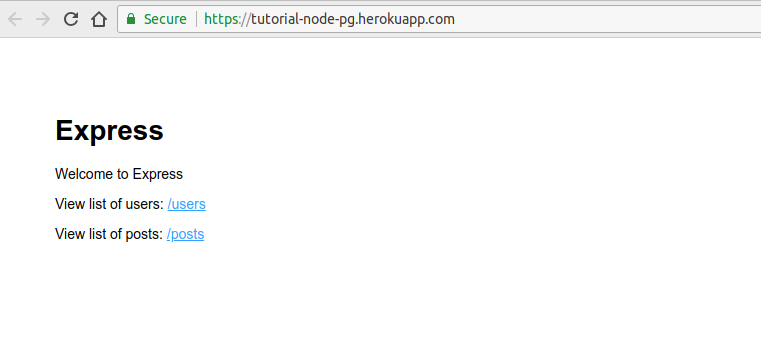 Secure https://tutorial-node-pg.herokuapp.com
Express
Welcome to Express
View list of users: /users
View list of posts: /posts